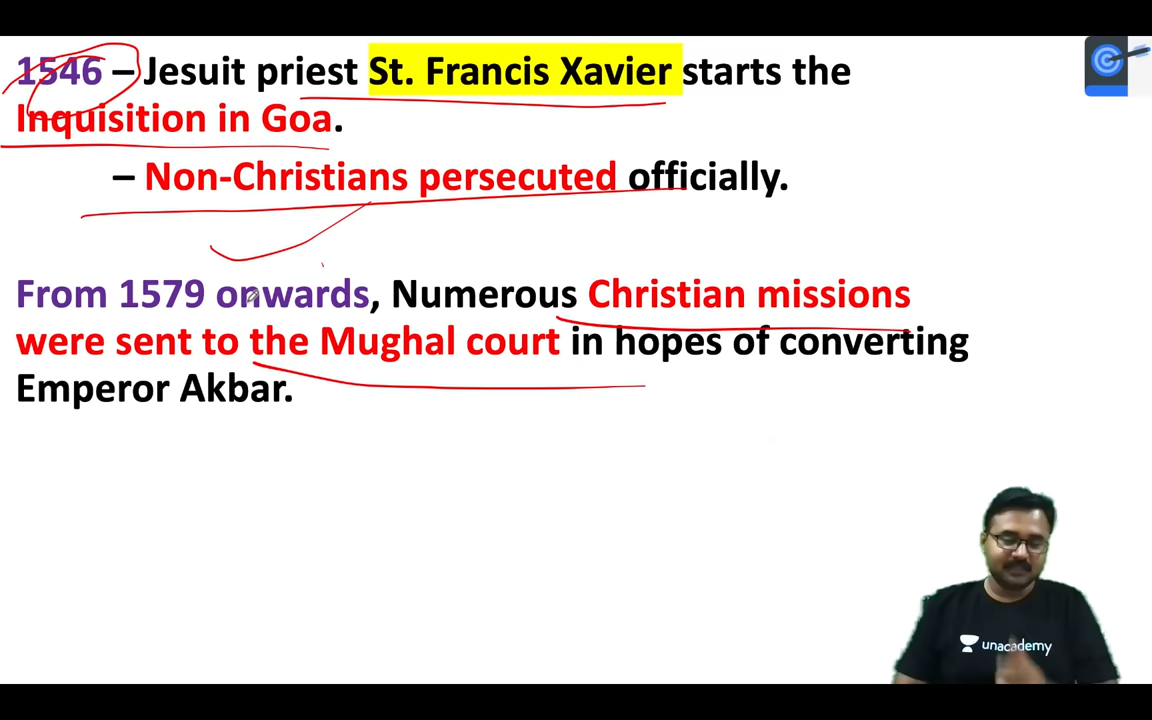 1546 – Jesuit priest St. Francis Xavier starts the
Inquisition in Goa.
– Non-Christians persecuted officially.
From 1579 onwards, Numerous Christian missions
were sent to the Mughal court in hopes of converting
Emperor Akbar.
unacademy